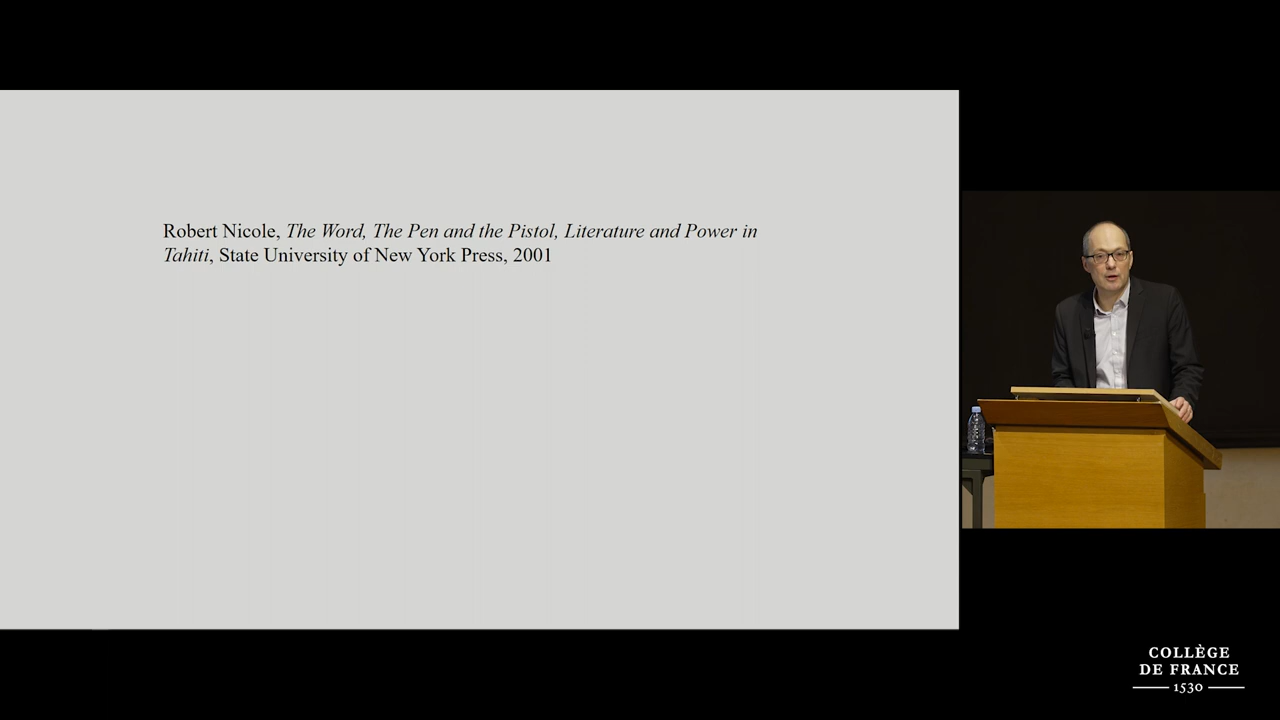 Robert Nicole, The Word, The Pen and the Pistol, Literature and Power in
Tahiti, State University of New York Press, 2001
COLLÈGE
DE FRANCE
1530